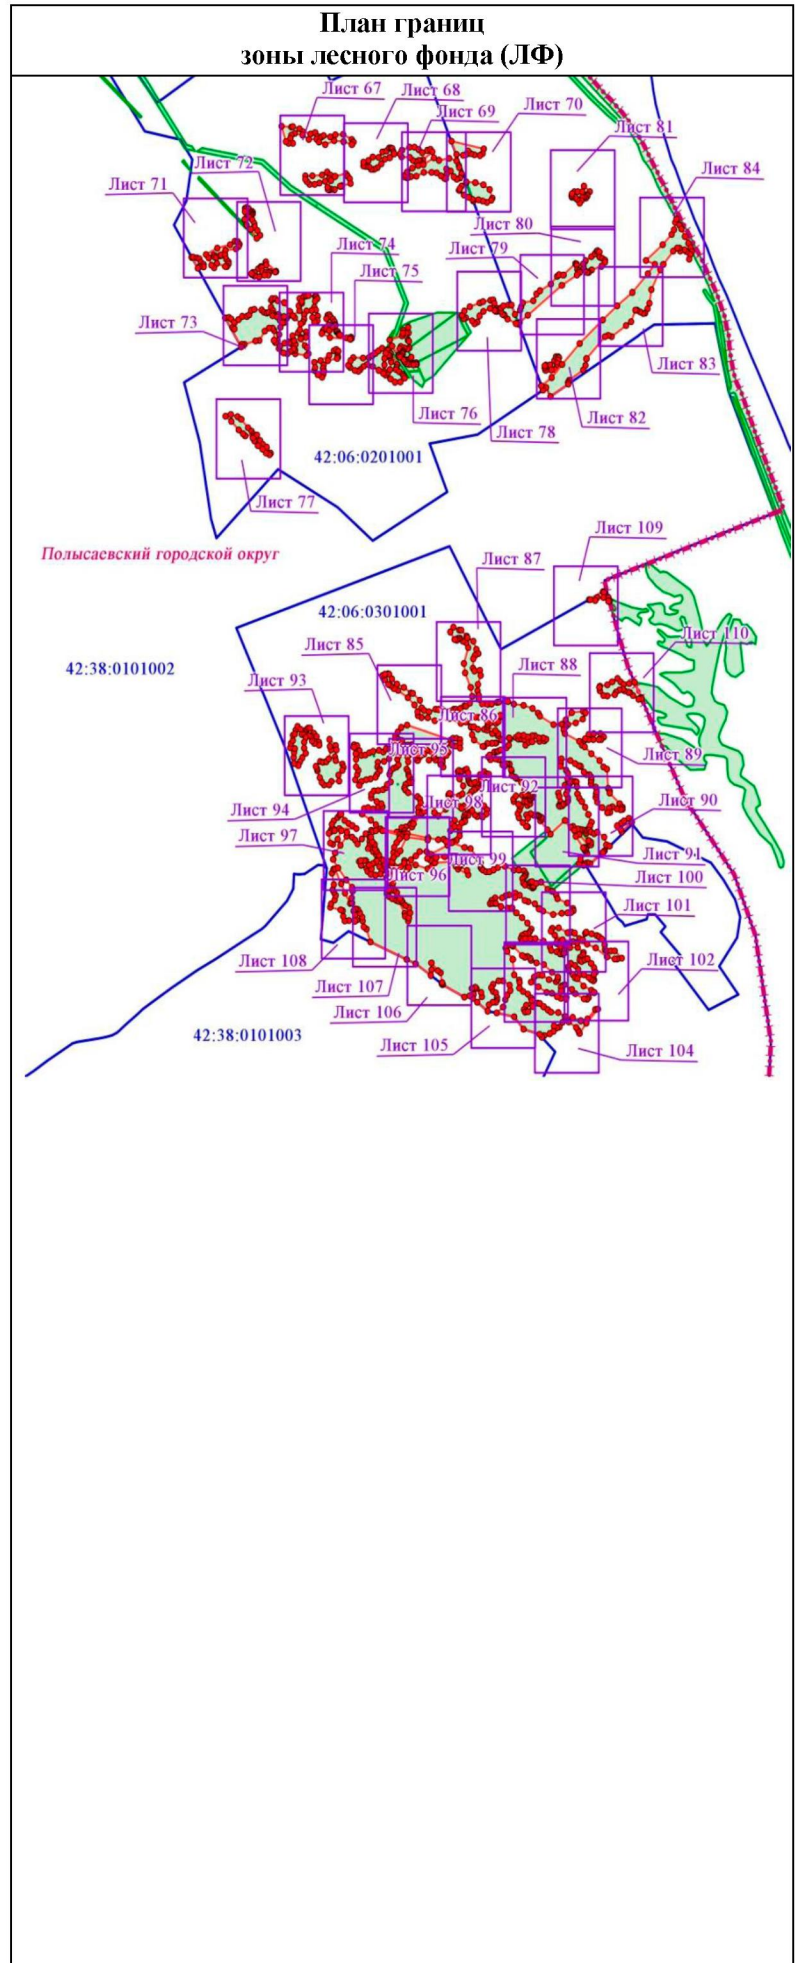 План границ
зоны лесного фонда (ЛФ)
Лист 67
Лист 68
Лист 69
Лист 70
Лист 81
Лист 72
Лист 84
Лист 71
Лист 80
Лист 74
Лист 79
Лист 75
Лист 73
Лист 83
Лист 76
Лист 82
Лист 78
42:06:0201001
Лист 77
Лист 109
Полысаевский городской округ
Лист 87
42:06:0301001
Лист 110
Лист 85
42:38:0101002
Лист 88
Лист 93
Лист 86
Лист 95
Лист 89
Лист 92
Лист 98
Лист 90
Лист 94
Лист 97
Лист 91
Лист 99
Лист 96
Лист 100
Лист 101
Лист 108
Лист 102
Лист 107
Лист 106
42:38:0101003
Лист 105
Лист 104